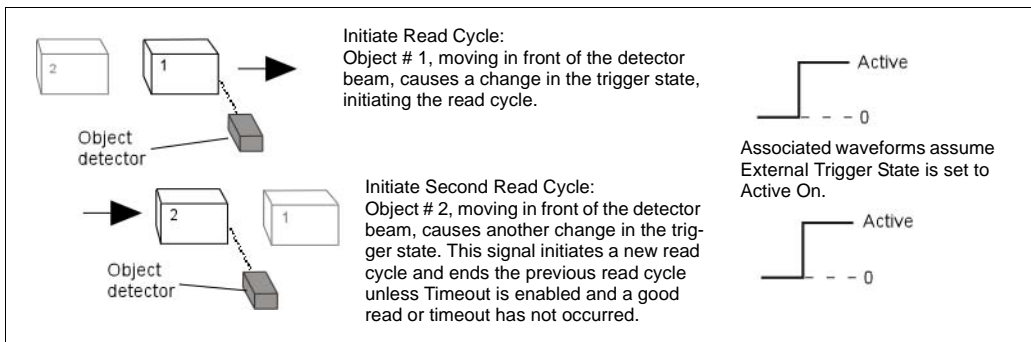 2
1
Object
detector
Initiate Read Cycle:
Object # 1, moving in front of the detector
beam, causes a change in the trigger state,
initiating the read cycle.
Active
0
Associated waveforms assume
External Trigger State is set to
Active On.
2
1
Object
detector
Initiate Second Read Cycle:
Object # 2, moving in front of the detector
beam, causes another change in the trig-
ger state. This signal initiates a new read
cycle and ends the previous read cycle
unless Timeout is enabled and a good
read or timeout has not occurred.
Active
0